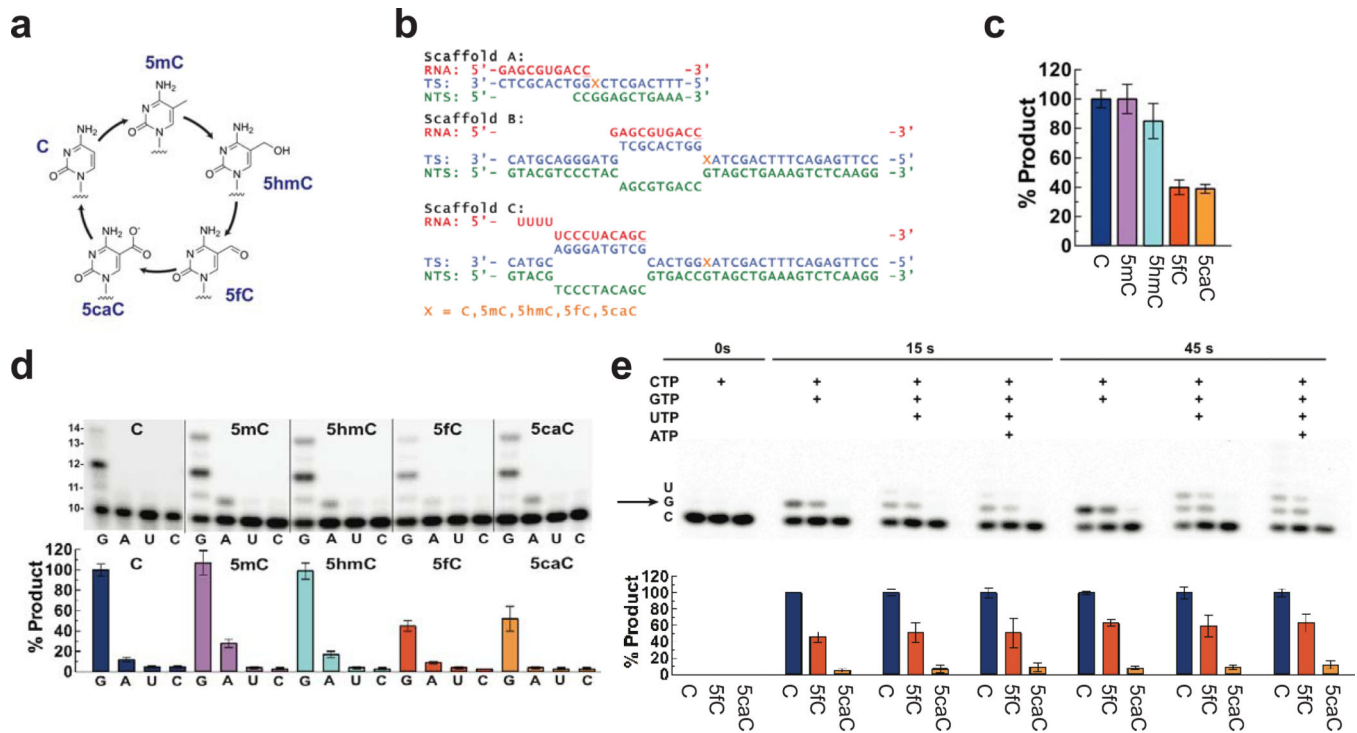 a
5mC
NH2
N
O
N
C
NH2
N
O
N
NH2
OH
N
O
N
5hmC
NH2
O
O-
N
O
N
5caC
NH2
O
N
O
N
5fC
b
Scaffold A:
RNA: 5'-GAGCGUGACC -3'
TS: 3'-CTCGCACTGGXCTCGACTTT-5'
NTS: 5'- CCGGAGCTGAAA-3'
Scaffold B:
RNA: 5'- GAGCGUGACC -3'
TCGCACTGG
TS: 3'- CATGCAGGGATG XATCGACTTTCAGAGTTCC -5'
NTS: 5'- GTACGTCCCTAC GTAGCTGAAAGTCTCAAGG -3'
AGCGTGACC
Scaffold C:
RNA: 5'- UUUU
UCCCUACAGC -3'
AGGGATGTCG
TS: 3'- CATGC CACTGGXATCGACTTTCAGAGTTCC -5'
NTS: 5'- GTACG GTGACCGTAGCTGAAAGTCTCAAGG -3'
TCCCTACAGC
X = C,5mC,5hmC,5fC,5caC
c
% Product
120
100
80
60
40
20
0
C 5mC 5hmC 5fC 5caC
d
C 5mC 5hmC 5fC 5caC
14-
13-
12-
11-
10-
G A U C G A U C G A U C G A U C G A U C
% Product
120
100
80
60
40
20
0
C 5mC 5hmC 5fC 5caC
G A U C G A U C G A U C G A U C G A U C
e
0s 15 s 45 s
CTP + + + + + + +
GTP + + + + + +
UTP + + + +
ATP + +
U
G
C
% Product
120
100
80
60
40
20
0
C 5fC 5caC C 5fC 5caC C 5fC 5caC C 5fC 5caC C 5fC 5caC C 5fC 5caC C 5fC 5caC